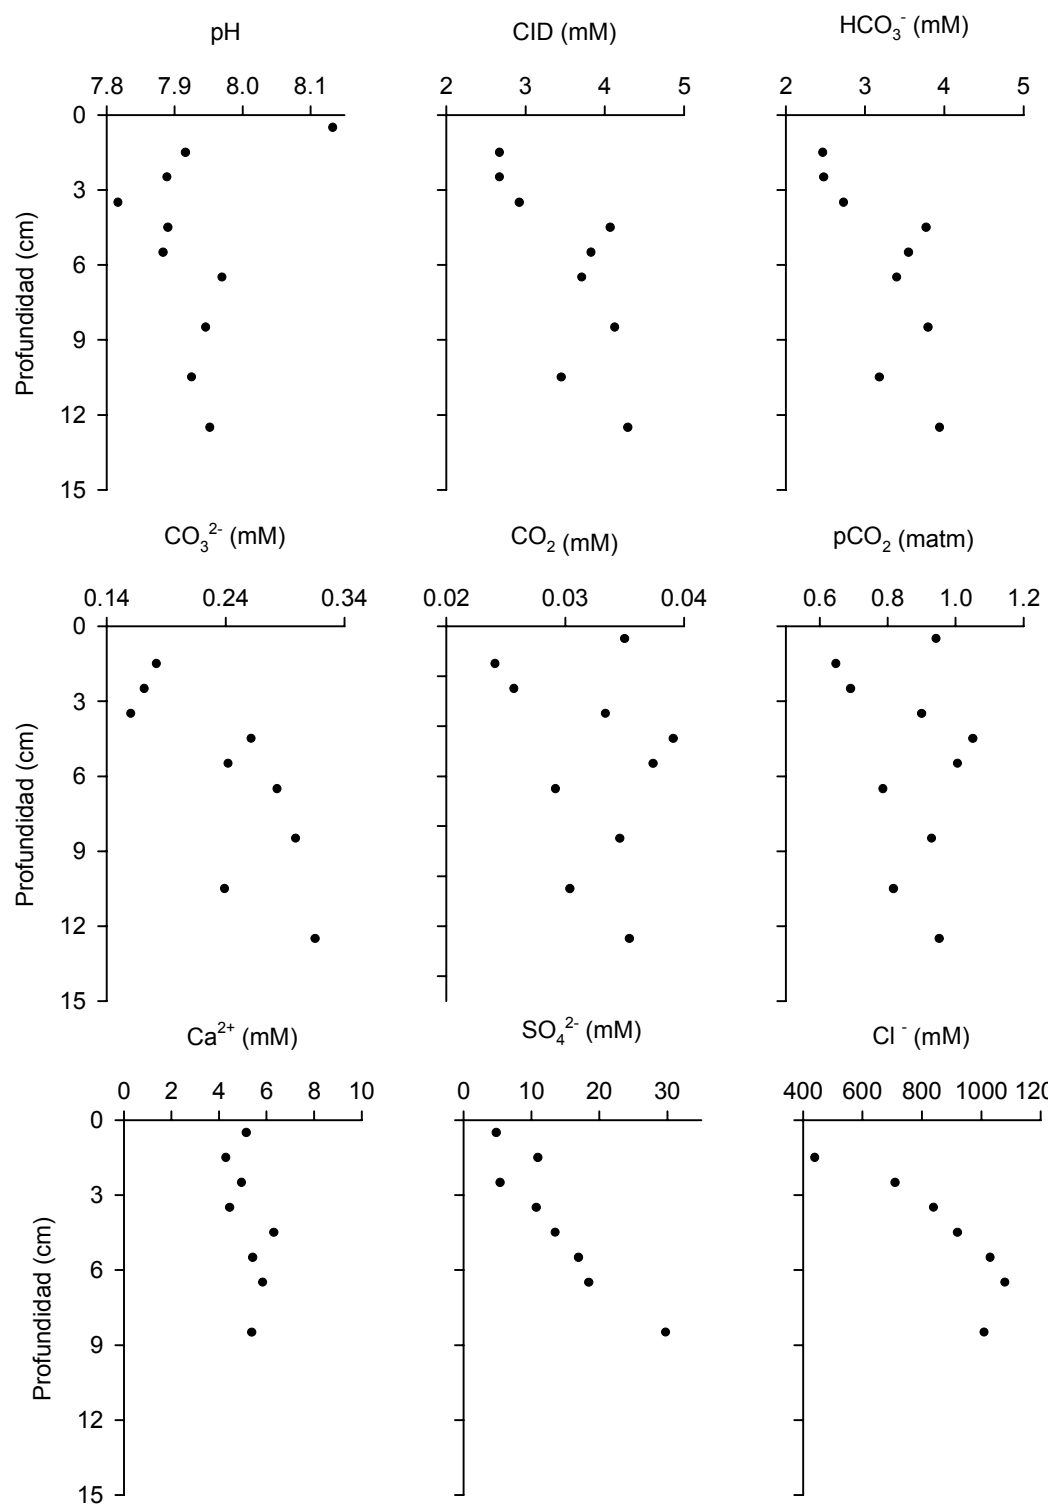 pH CID (mM) HCO₃⁻ (mM)
7.8 7.9 8.0 8.1 2 3 4 5 2 3 4 5
0
3
6
9
12
15
Profundidad (cm)
CO₃²⁻ (mM) CO₂ (mM) pCO₂ (matm)
0.14 0.24 0.34 0.02 0.03 0.04 0.6 0.8 1.0 1.2
0
3
6
9
12
15
Profundidad (cm)
Ca²⁺ (mM) SO₄²⁻ (mM) Cl⁻ (mM)
0 2 4 6 8 10 0 10 20 30 400 600 800 1000 120
0
3
6
9
12
15
Profundidad (cm)